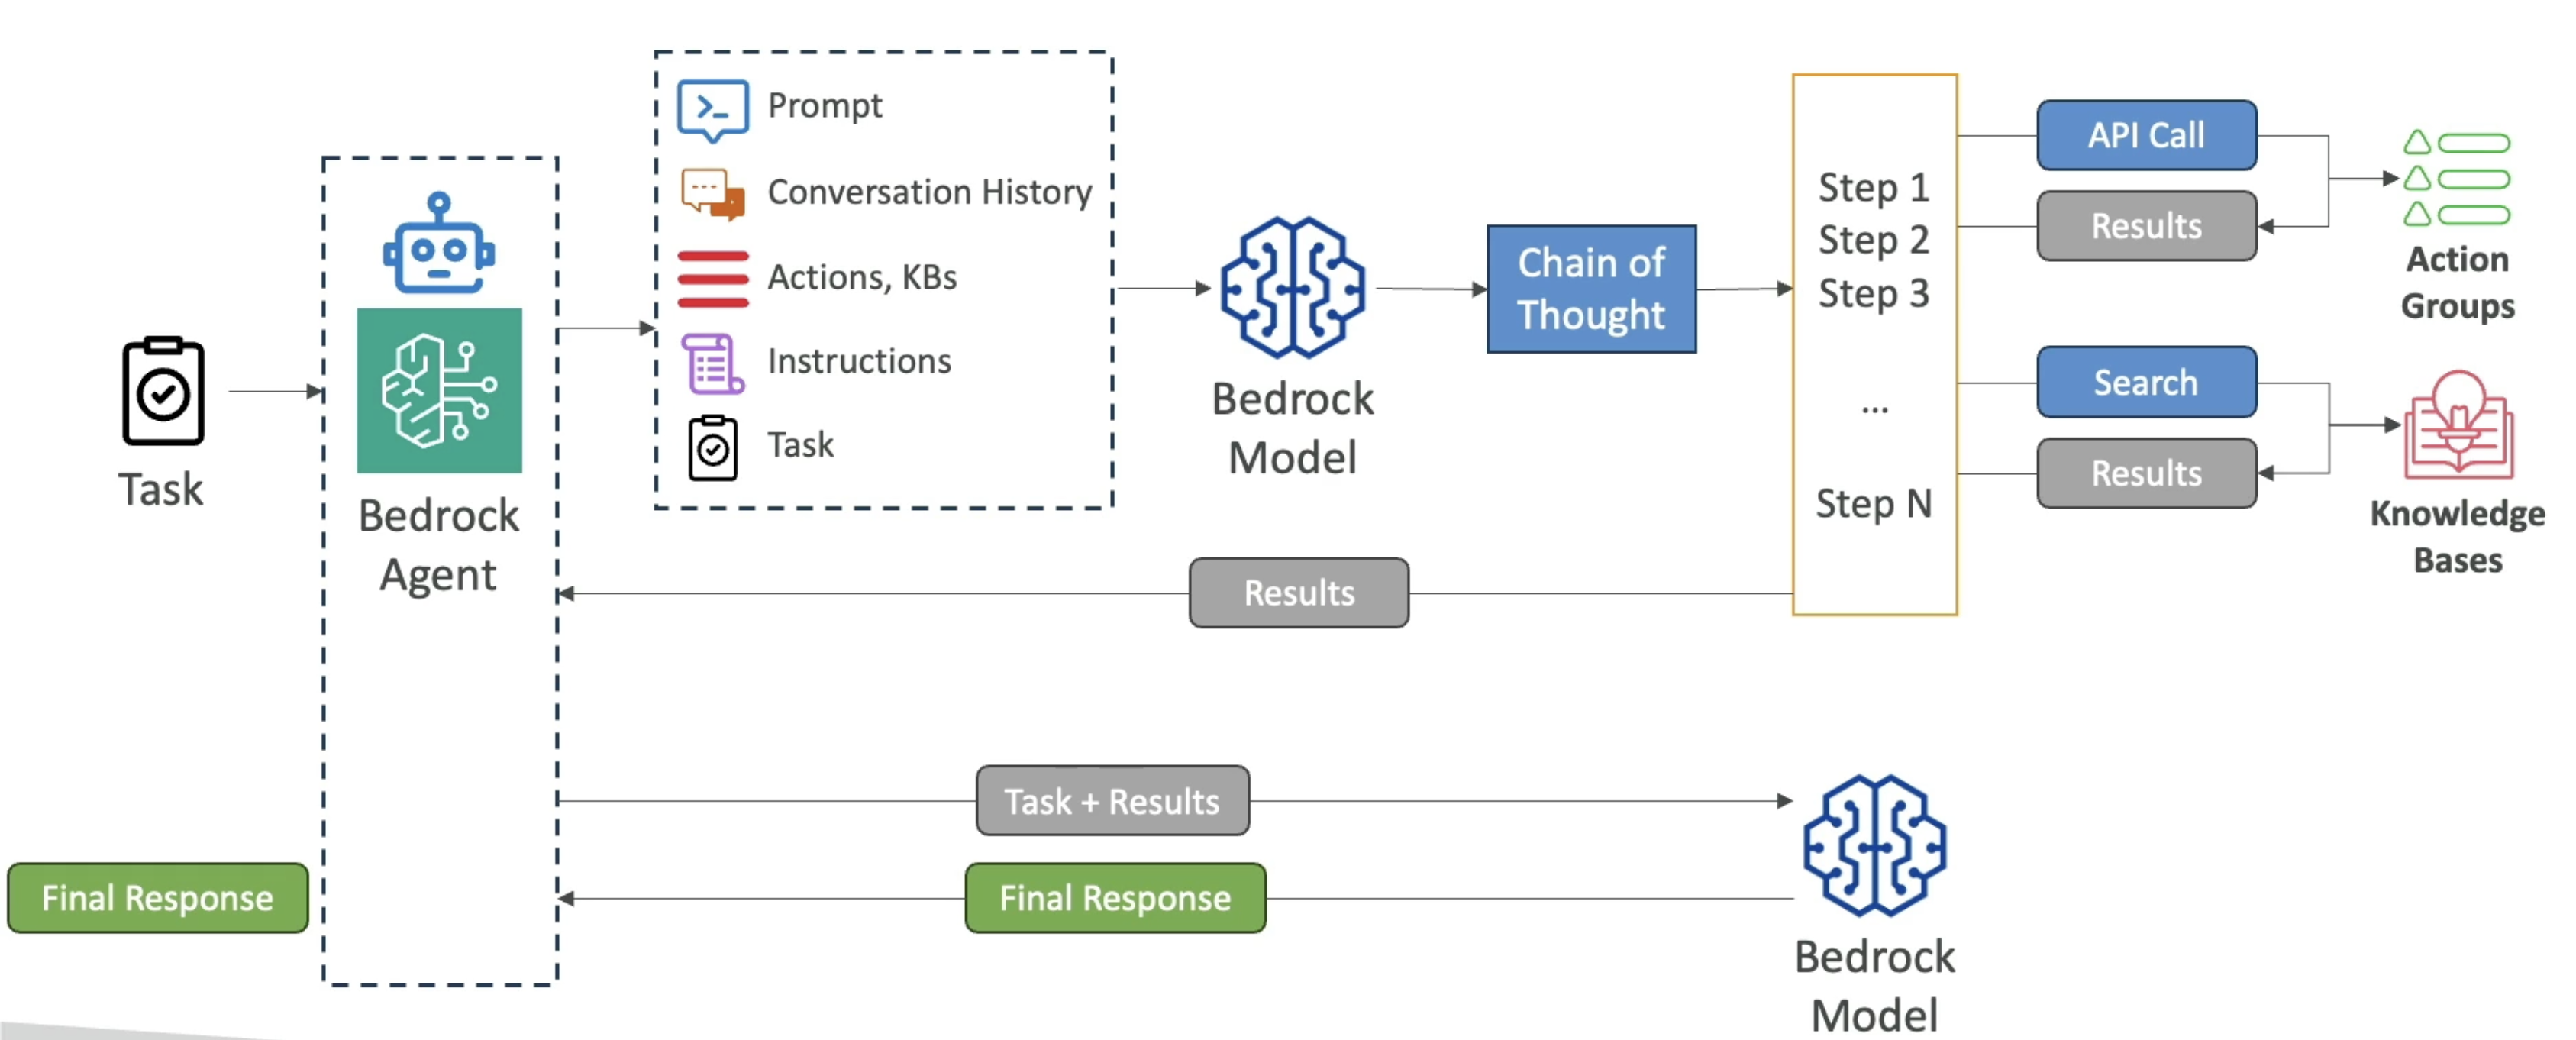 Task
Bedrock
Agent
Prompt
Conversation History
Actions, KBs
Instructions
Task
Bedrock
Model
Chain of
Thought
Step 1
Step 2
Step 3
...
Step N
API Call
Results
Action
Groups
Search
Results
Knowledge
Bases
Results
Task + Results
Final Response
Final Response
Bedrock
Model